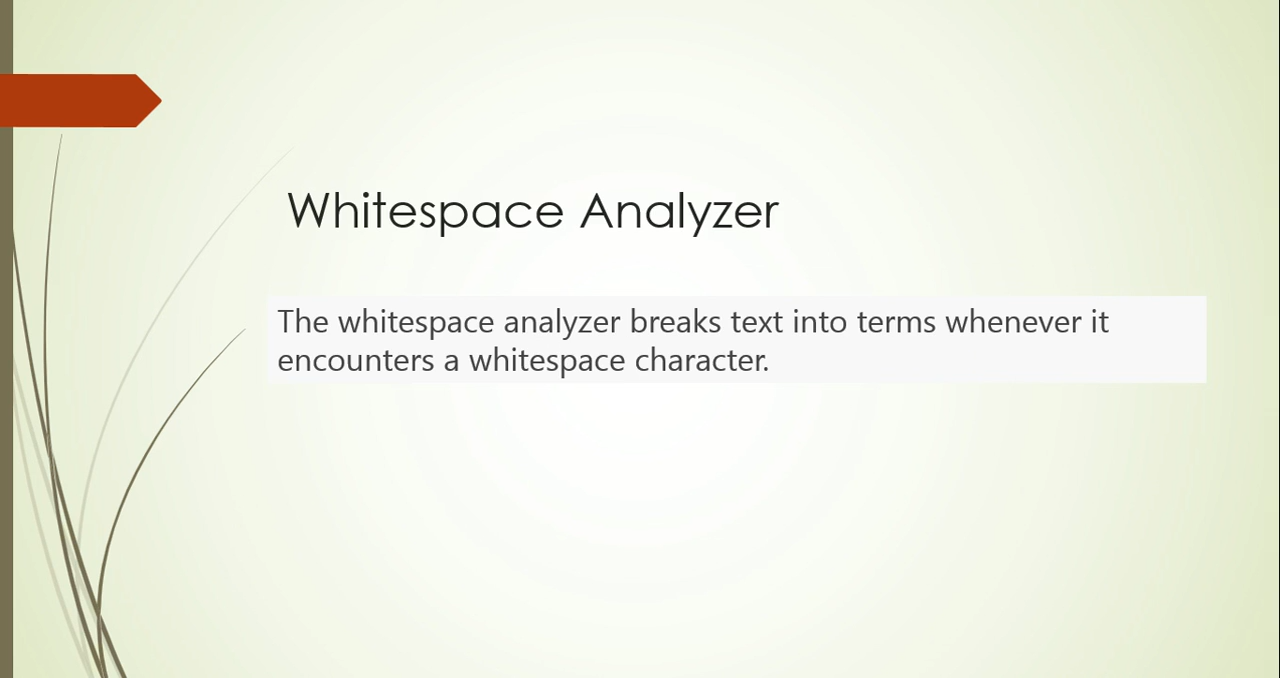 Whitespace Analyzer
The whitespace analyzer breaks text into terms whenever it
encounters a whitespace character.